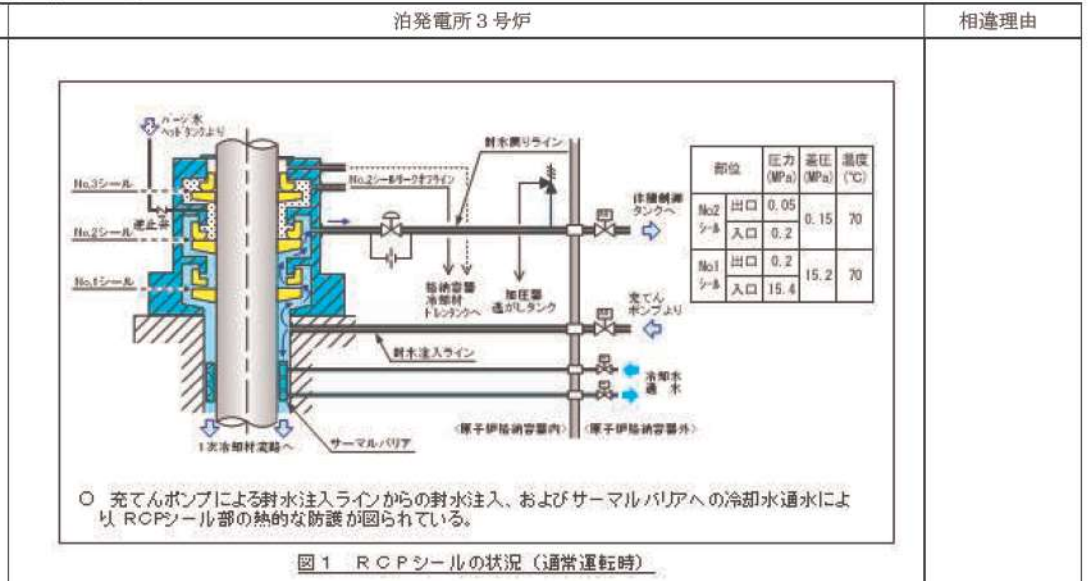 泊発電所3号炉
相違理由
パージ水
ヘッドタンクより
封水戻りライン
No.3シール
No.2シールリークオフライン
逆止弁
No.2シール
No.1シール
体積制御
タンクへ
格納容器
冷却材
ドレンタンクへ
加圧器
逃がしタンク
充てん
ポンプより
封水注入ライン
冷却水
通水
サーマルバリア
1次冷却材流路へ
<原子炉格納容器内>
<原子炉格納容器外>
部位 圧力(MPa) 差圧(MPa) 温度(℃)
No2シール 出口 0.05 0.15 70
入口 0.2
No1シール 出口 0.2 15.2 70
入口 15.4
○ 充てんポンプによる封水注入ラインからの封水注入、およびサーマルバリアへの冷却水通水によ
り RCPシール部の熱的な防護が図られている。
図1 RCPシールの状況(通常運転時)